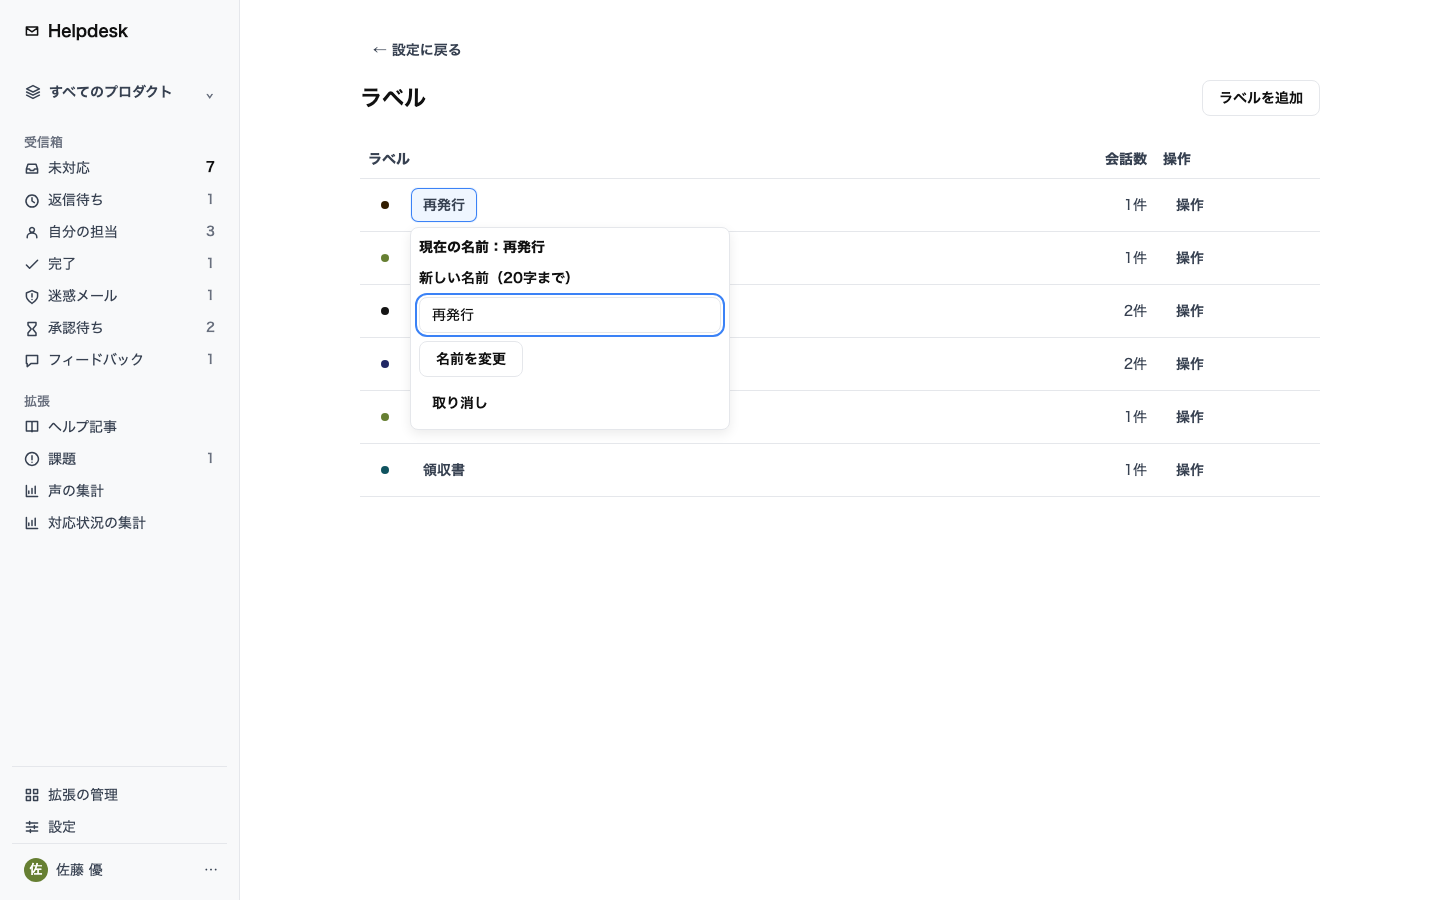 Helpdesk
すべてのプロダクト
受信箱
未対応 7
返信待ち 1
自分の担当 3
完了 1
迷惑メール 1
承認待ち 2
フィードバック 1
拡張
ヘルプ記事
課題 1
声の集計
対応状況の集計
拡張の管理
設定
佐 佐藤 優 …
← 設定に戻る
ラベル
ラベルを追加
ラベル 会話数 操作
再発行 1件 操作
現在の名前：再発行
新しい名前（20字まで）
再発行
名前を変更
取り消し
1件 操作
2件 操作
2件 操作
1件 操作
領収書 1件 操作